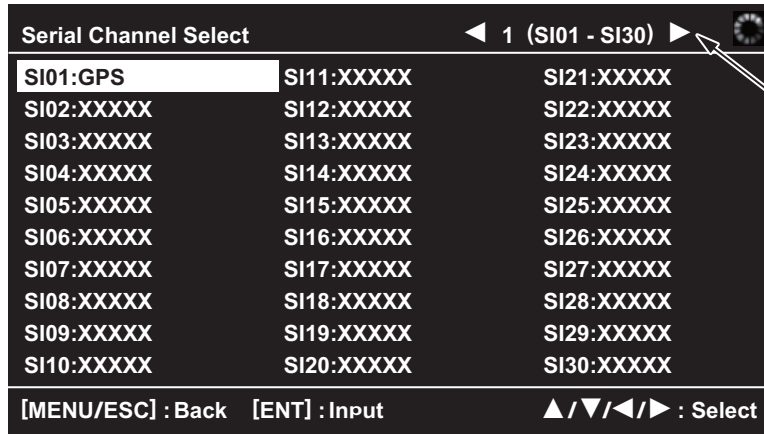 Serial Channel Select ◀ 1 (SI01 - SI30) ▶
SI01:GPS SI11:XXXXX SI21:XXXXX
SI02:XXXXX SI12:XXXXX SI22:XXXXX
SI03:XXXXX SI13:XXXXX SI23:XXXXX
SI04:XXXXX SI14:XXXXX SI24:XXXXX
SI05:XXXXX SI15:XXXXX SI25:XXXXX
SI06:XXXXX SI16:XXXXX SI26:XXXXX
SI07:XXXXX SI17:XXXXX SI27:XXXXX
SI08:XXXXX SI18:XXXXX SI28:XXXXX
SI09:XXXXX SI19:XXXXX SI29:XXXXX
SI10:XXXXX SI20:XXXXX SI30:XXXXX
[MENU/ESC] : Back [ENT] : Input ▲/▼/◀/▶ : Select